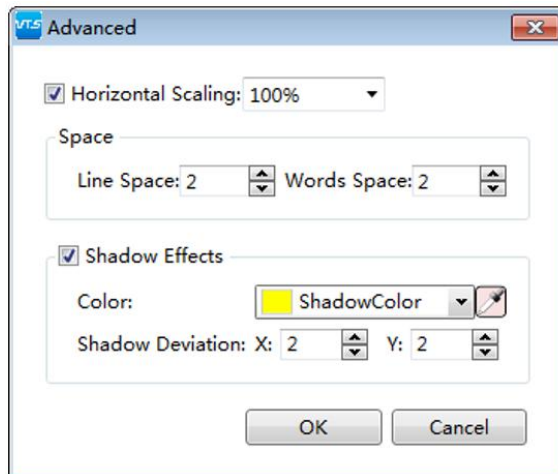 VTS Advanced
Horizontal Scaling: 100%
Space
Line Space: 2 Words Space: 2
Shadow Effects
Color: ShadowColor
Shadow Deviation: X: 2 Y: 2
OK Cancel